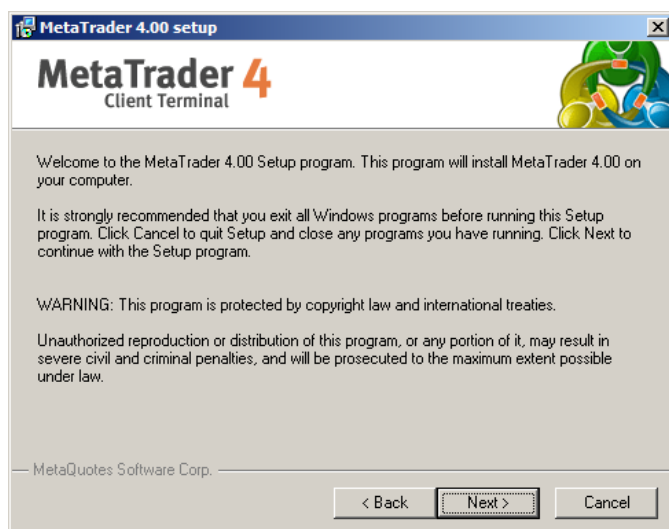 MetaTrader 4.00 setup
MetaTrader 4
Client Terminal
Welcome to the MetaTrader 4.00 Setup program. This program will install MetaTrader 4.00 on
your computer.
It is strongly recommended that you exit all Windows programs before running this Setup
program. Click Cancel to quit Setup and close any programs you have running. Click Next to
continue with the Setup program.
WARNING: This program is protected by copyright law and international treaties.
Unauthorized reproduction or distribution of this program, or any portion of it, may result in
severe civil and criminal penalties, and will be prosecuted to the maximum extent possible
under law.
MetaQuotes Software Corp.
< Back Next > Cancel